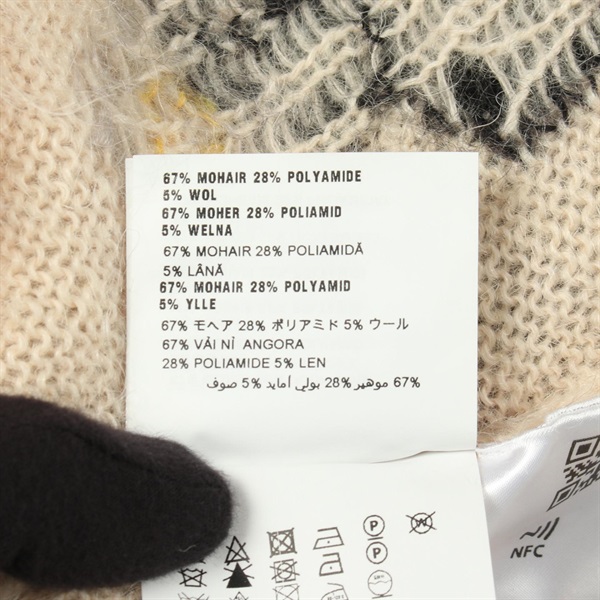 67% MOHAIR 28% POLYAMIDE
5% WOL
67% MOHER 28% POLIAMID
5% WEŁNA
67% MOHAIR 28% POLIAMIDĂ
5% LÂNĂ
67% MOHAIR 28% POLYAMID
5% YLLE
67% モヘア 28% ポリアミド 5% ウール
67% VẢI NỈ ANGORA
28% POLIAMIDE 5% LEN
67% موهير 28% بولي أمايد 5% صوف
P
P
W
NFC